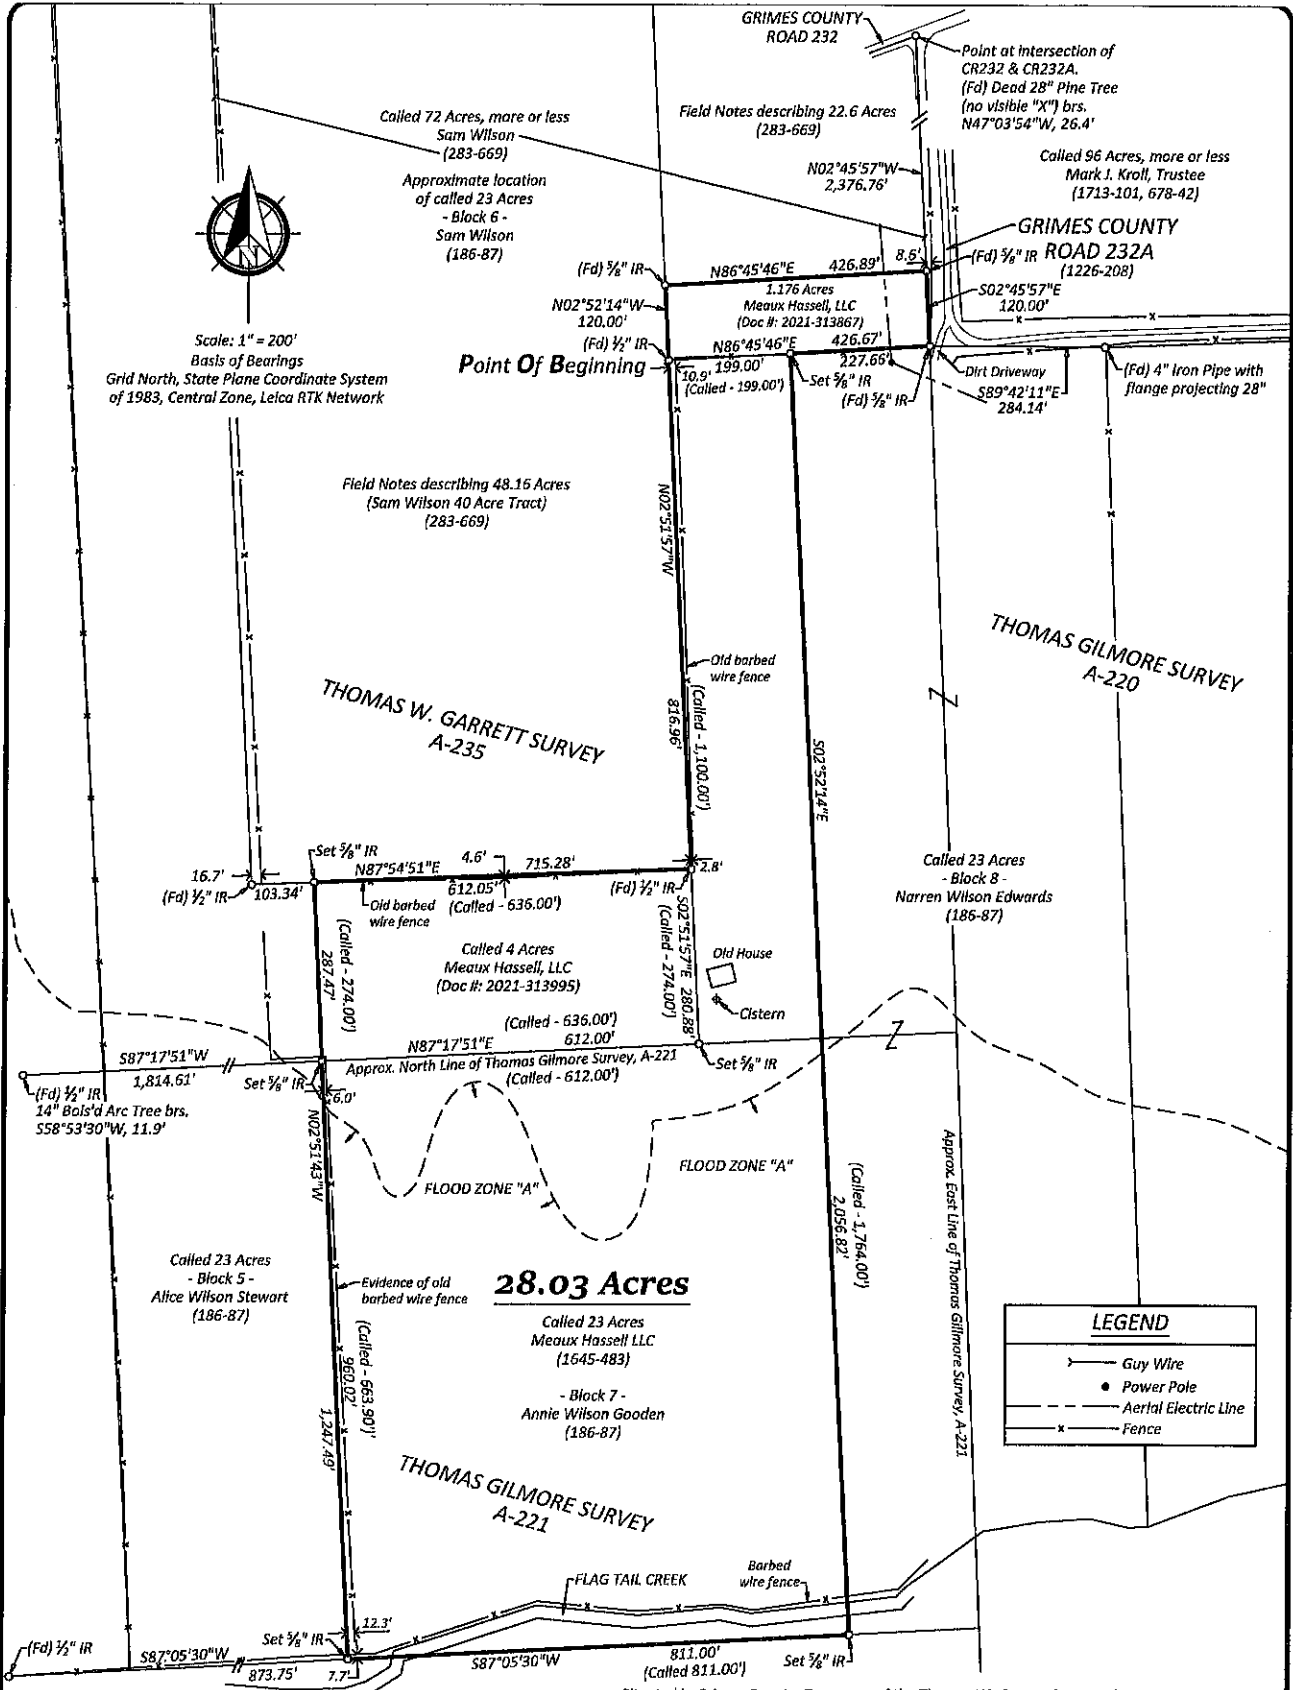 GRIMES COUNTY
ROAD 232
Point at intersection of
CR232 & CR232A.
(Fd) Dead 28" Pine Tree
(no visible "X") brs.
N47°03'54"W, 26.4'
Called 72 Acres, more or less
Sam Wilson
(283-669)
Field Notes describing 22.6 Acres
(283-669)
N02°45'57"W
2,376.76'
Called 96 Acres, more or less
Mark J. Kroll, Trustee
(1713-101, 678-42)
Approximate location
of called 23 Acres
- Block 6 -
Sam Wilson
(186-87)
N
GRIMES COUNTY
ROAD 232A
(1226-208)
(Fd) ⅝" IR
N86°45'46"E 426.89'
8.6'
(Fd) ⅝" IR
1.176 Acres
Meaux Hassell, LLC
(Doc #: 2021-313867)
S02°45'57"E
120.00'
N02°52'14"W
120.00'
(Fd) ½" IR
Point Of Beginning
N86°45'46"E 426.67'
199.00'
227.66'
10.9'
(Called - 199.00')
Set ⅝" IR
(Fd) ⅝" IR
Dirt Driveway
S89°42'11"E
284.14'
(Fd) 4" Iron Pipe with
flange projecting 28"
Scale: 1" = 200'
Basis of Bearings
Grid North, State Plane Coordinate System
of 1983, Central Zone, Leica RTK Network
Field Notes describing 48.16 Acres
(Sam Wilson 40 Acre Tract)
(283-669)
N02°51'57"W
816.96'
(Called - 1,100.00')
Old barbed
wire fence
THOMAS GILMORE SURVEY
A-220
THOMAS W. GARRETT SURVEY
A-235
S02°52'14"E
Z
Set ⅝" IR
N87°54'51"E
4.6'
715.28'
2.8'
16.7'
(Fd) ½" IR
103.34'
Old barbed
wire fence
612.05'
(Called - 636.00')
(Fd) ½" IR
Called 23 Acres
- Block 8 -
Narren Wilson Edwards
(186-87)
(Called - 274.00')
287.47'
Called 4 Acres
Meaux Hassell, LLC
(Doc #: 2021-313995)
S02°51'57"E 280.88'
(Called - 274.00')
Old House
Cistern
(Called - 636.00')
N87°17'51"E 612.00'
Z
Approx. North Line of Thomas Gilmore Survey, A-221
(Called - 612.00')
Set ⅝" IR
S87°17'51"W
1,814.61'
Set ⅝" IR
6.0'
(Fd) ½" IR
14" Bois'd Arc Tree brs.
S58°53'30"W, 11.9'
N02°51'43"W
FLOOD ZONE "A"
FLOOD ZONE "A"
(Called - 1,764.00')
2,056.82'
Approx. East Line of Thomas Gillmore Survey, A-221
Called 23 Acres
- Block 5 -
Alice Wilson Stewart
(186-87)
Evidence of old
barbed wire fence
28.03 Acres
Called 23 Acres
Meaux Hassell LLC
(1645-483)
- Block 7 -
Annie Wilson Gooden
(186-87)
(Called - 663.90')'
960.02'
1,247.49'
LEGEND
Guy Wire
Power Pole
Aerial Electric Line
Fence
THOMAS GILMORE SURVEY
A-221
FLAG TAIL CREEK
Barbed
wire fence
12.3'
Set ⅝" IR
(Fd) ½" IR
S87°05'30"W
873.75'
7.7'
S87°05'30"W
811.00'
(Called 811.00')
Set ⅝" IR